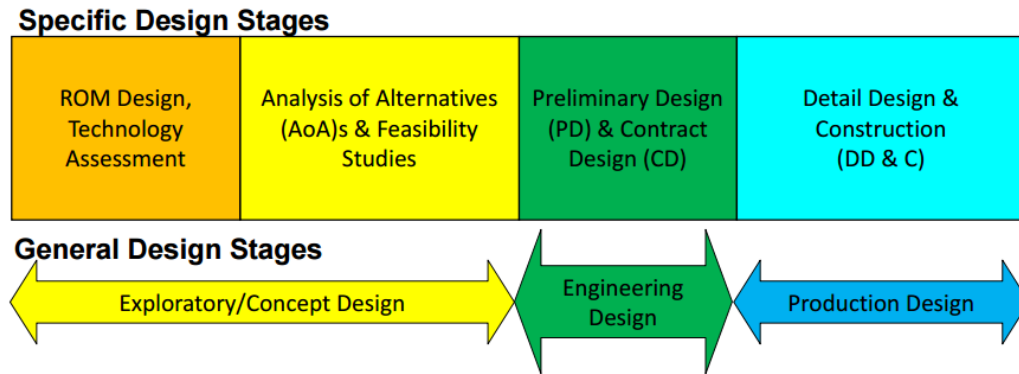 Specific Design Stages
ROM Design,
Technology
Assessment
Analysis of Alternatives
(AoA)s & Feasibility
Studies
Preliminary Design
(PD) & Contract
Design (CD)
Detail Design &
Construction
(DD & C)
General Design Stages
Exploratory/Concept Design
Engineering
Design
Production Design